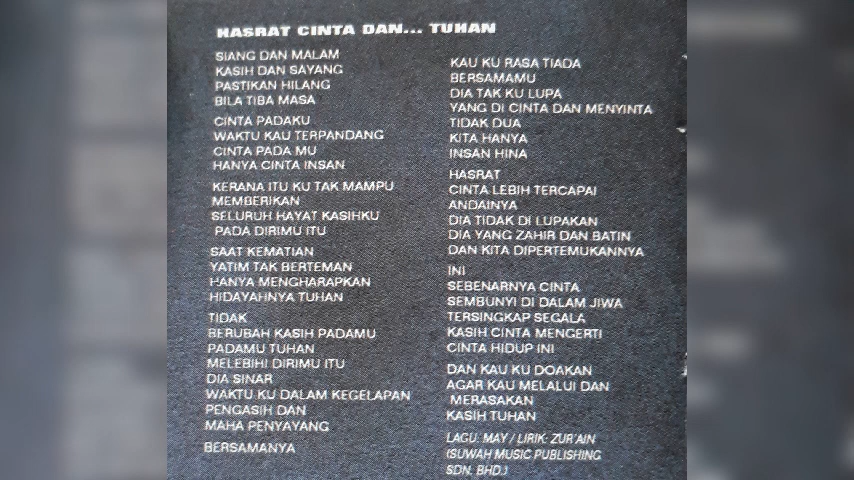 HASRAT CINTA DAN... TUHAN
SIANG DAN MALAM
KASIH DAN SAYANG
PASTIKAN HILANG
BILA TIBA MASA
CINTA PADAKU
WAKTU KAU TERPANDANG
CINTA PADA MU
HANYA CINTA INSAN
KERANA ITU KU TAK MAMPU
MEMBERIKAN
SELURUH HAYAT KASIHKU
PADA DIRIMU ITU
SAAT KEMATIAN
YATIM TAK BERTEMAN
HANYA MENGHARAPKAN
HIDAYAHNYA TUHAN
TIDAK
BERUBAH KASIH PADAMU
PADAMU TUHAN
MELEBIHI DIRIMU ITU
DIA SINAR
WAKTU KU DALAM KEGELAPAN
PENGASIH DAN
MAHA PENYAYANG
BERSAMANYA
KAU KU RASA TIADA
BERSAMAMU
DIA TAK KU LUPA
YANG DI CINTA DAN MENYINTA
TIDAK DUA
KITA HANYA
INSAN HINA
HASRAT
CINTA LEBIH TERCAPAI
ANDAINYA
DIA TIDAK DI LUPAKAN
DIA YANG ZAHIR DAN BATIN
DAN KITA DIPERTEMUKANNYA
INI
SEBENARNYA CINTA
SEMBUNYI DI DALAM JIWA
TERSINGKAP SEGALA
KASIH CINTA MENGERTI
CINTA HIDUP INI
DAN KAU KU DOAKAN
AGAR KAU MELALUI DAN
MERASAKAN
KASIH TUHAN
LAGU: MAY / LIRIK: ZUR'AIN
(SUWAH MUSIC PUBLISHING
SDN. BHD.)